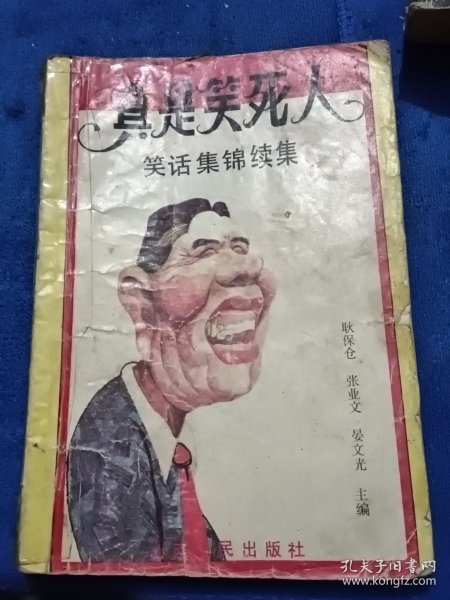 真是笑死人
笑话集锦续集
耿保仓 张业文 晏文光 主编
民出版社
孔夫子旧书网
www.kongfz.com